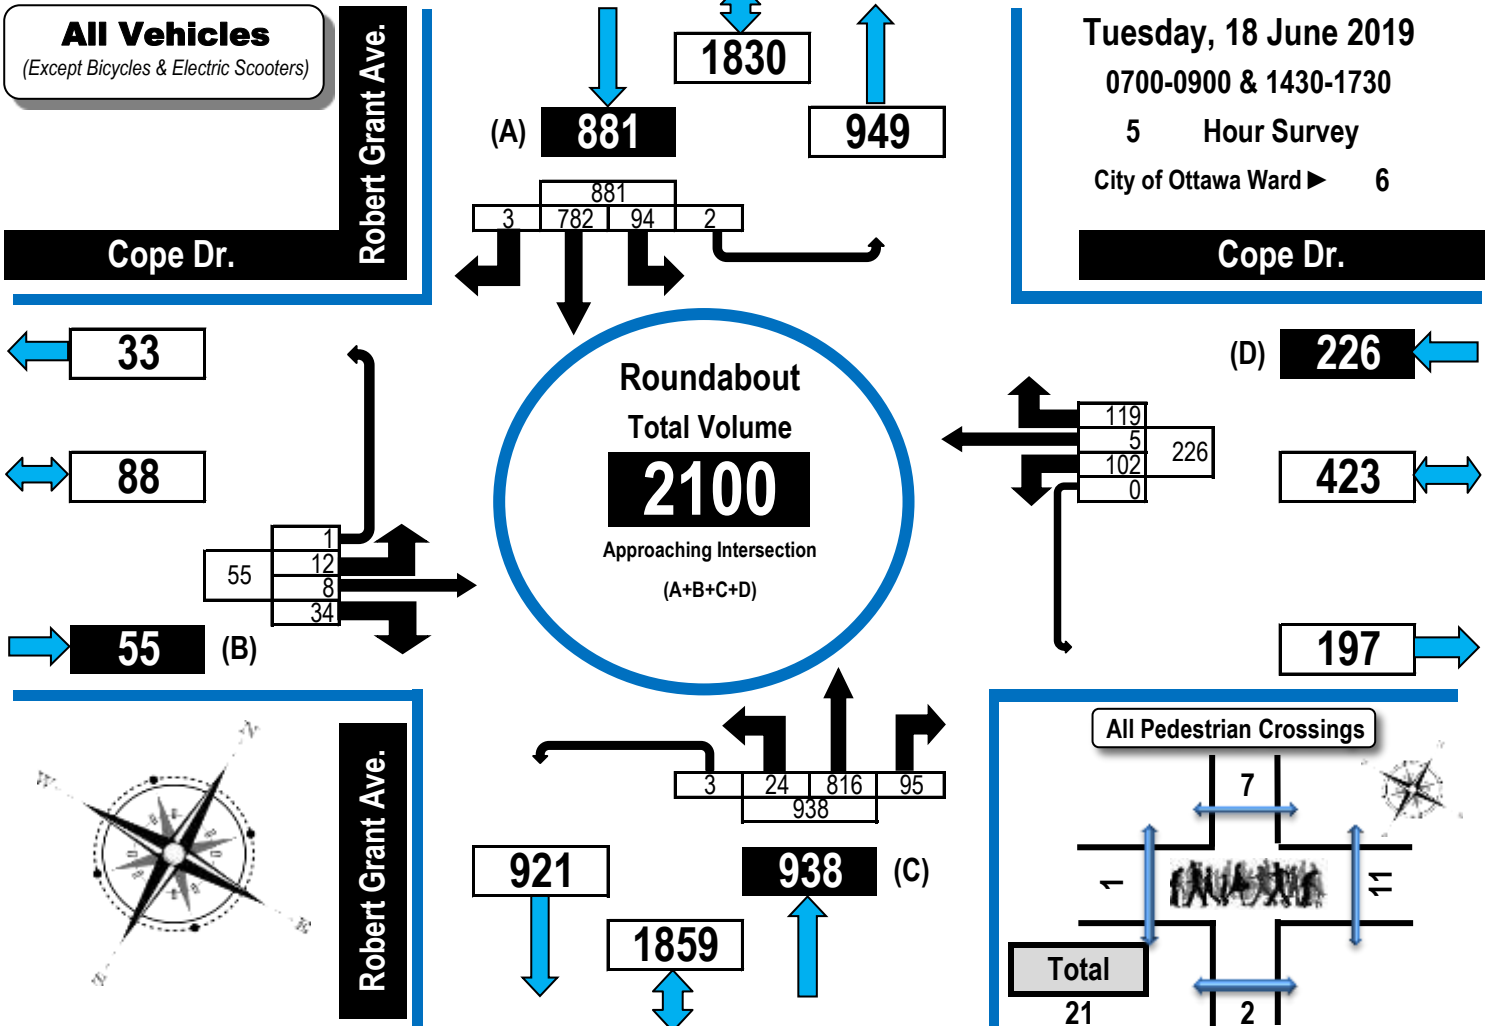 All Vehicles
(Except Bicycles & Electric Scooters)
Robert Grant Ave.
Cope Dr.
1830
(A) 881
949
881
3 782 94 2
Tuesday, 18 June 2019
0700-0900 & 1430-1730
5 Hour Survey
City of Ottawa Ward ► 6
Cope Dr.
33
88
1
12
8
34
55
55 (B)
Roundabout
Total Volume
2100
Approaching Intersection
(A+B+C+D)
(D) 226
119
5
102
0
226
423
197
N
W
E
S
Robert Grant Ave.
3 24 816 95
938
921
938 (C)
1859
All Pedestrian Crossings
7
1
11
Total
21
2